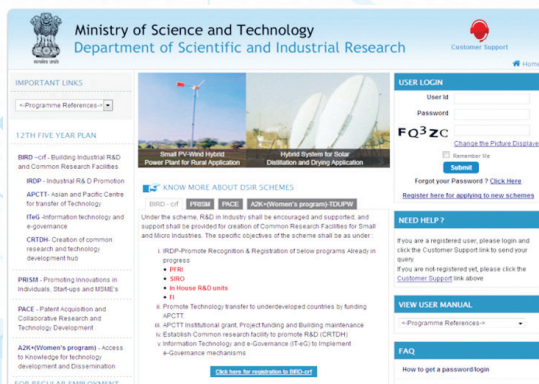 Ministry of Science and Technology
Department of Scientific and Industrial Research
Customer Support
Home
IMPORTANT LINKS
<-Programme References->
12TH FIVE YEAR PLAN
BIRD -crf - Building Industrial R&D
and Common Research Facilities
IRDP - Industrial R& D Promotion
APCTT- Asian and Pacific Centre
for transfer of Technology
ITeG -Information technology and
e-governance
CRTDH- Creation of common
research and technology
development hub
PRISM - Promoting Innovations in
Individuals, Start-ups and MSME's
PACE - Patent Acquisition and
Collaborative Research and
Technology Development
A2K+(Women's program) - Access
to Knowledge for technology
development and Dissemination
FOR REGULAR EMPLOYMENT
Small PV-Wind Hybrid
Power Plant for Rural Application
Hybrid System for Solar
Distillation and Drying Application
KNOW MORE ABOUT DSIR SCHEMES
BIRD - crf PRISM PACE A2K+(Women's program)-TDUPW
Under the scheme, R&D in Industry shall be encouraged and supported; and
support shall be provided for creation of Common Research Facilities for Small
and Micro Industries. The specific objectives of the scheme shall be as under :
i. IRDP-Promote Recognition & Registration of below programs Already in
progress
• PFRI
• SIRO
• In House R&D units
• FI
ii. Promote Technology transfer to underdeveloped countries by funding
APCTT
iii. APCTT Institutional grant, Project funding and Building maintenance
iv. Establish Common research facility to promote R&D (CRTDH)
v. Information Technology and e-Governance (IT-eG) to Implement
e-Governance mechanisms
Click here for registration to BIRD-crf
USER LOGIN
User Id
Password
FQ3ZC
Change the Picture Displaye
Remember Me
Submit
Forgot your Password ? Click Here
Register here for applying to new schemes
NEED HELP ?
If you are a registered user, please login and
click the Customer Support link to send your
query.
If you are not registered yet, please click the
Customer Support link above
VIEW USER MANUAL
<-Programme References->
FAQ
How to get a password/login